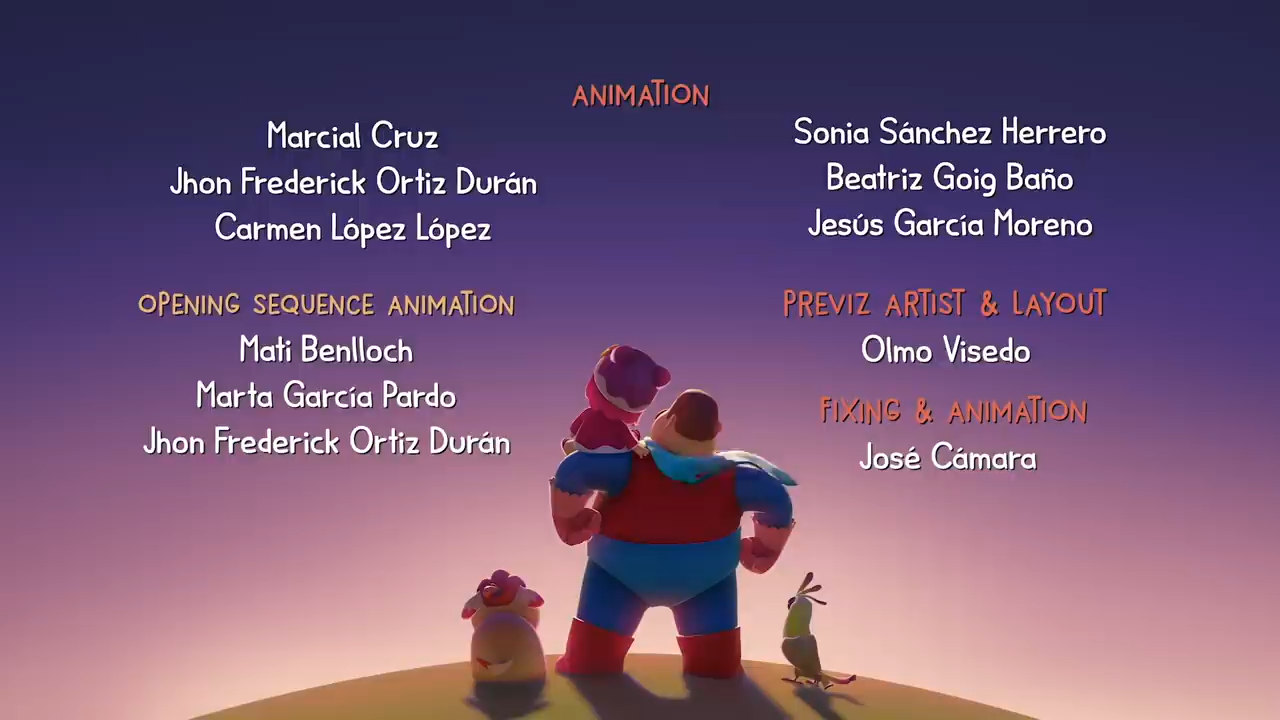 ANIMATION
Marcial Cruz
Jhon Frederick Ortiz Durán
Carmen López López
Sonia Sánchez Herrero
Beatriz Goig Baño
Jesús García Moreno
OPENING SEQUENCE ANIMATION
Mati Benlloch
Marta García Pardo
Jhon Frederick Ortiz Durán
PREVIZ ARTIST & LAYOUT
Olmo Visedo
FIXING & ANIMATION
José Cámara